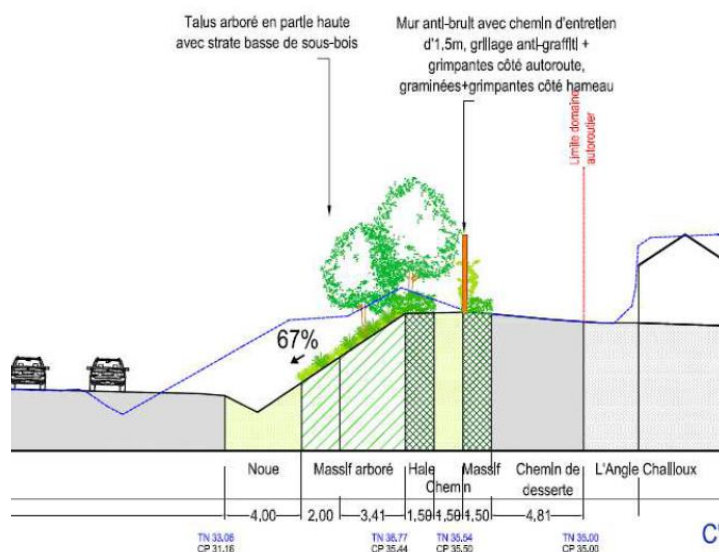 Talus arboré en partie haute
avec strate basse de sous-bois
Mur anti-bruit avec chemin d'entretien
d'1.5m, grillage anti-graffiti +
grimpantes côté autoroute,
graminées+grimpantes côté hameau
Limite domaine
autoroutier
67%
Noue
Massif arboré
Haie
Chemin
Massif
Chemin de
desserte
L'Angle Chailloux
4,00
2,00
3,41
1,50
1,50
1,50
4,81
TN 33.06
CP 31.16
TN 36.77
CP 35.44
TN 35.54
CP 35.50
TN 35.00
CP 35.00